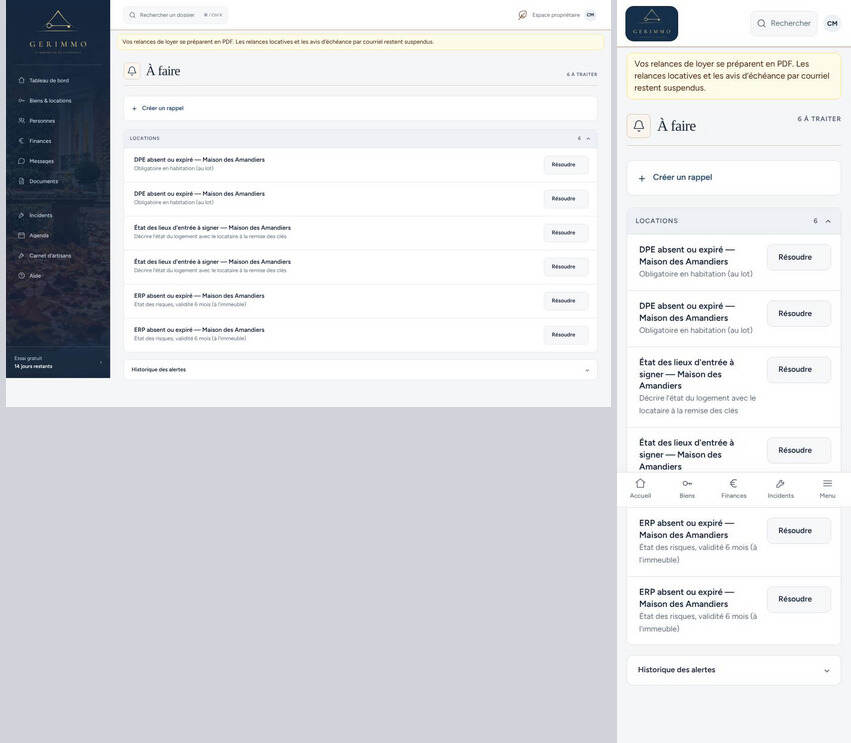 GERIMMO
Rechercher un dossier
⌘ / Ctrl K
Espace propriétaire
CM
Vos relances de loyer se préparent en PDF. Les relances locatives et les avis d'échéance par courriel restent suspendus.
À faire
6 À TRAITER
+ Créer un rappel
LOCATIONS
6
DPE absent ou expiré — Maison des Amandiers
Obligatoire en habitation (au lot)
Résoudre
DPE absent ou expiré — Maison des Amandiers
Obligatoire en habitation (au lot)
Résoudre
État des lieux d'entrée à signer — Maison des Amandiers
Décrire l'état du logement avec le locataire à la remise des clés
Résoudre
État des lieux d'entrée à signer — Maison des Amandiers
Décrire l'état du logement avec le locataire à la remise des clés
Résoudre
ERP absent ou expiré — Maison des Amandiers
État des risques, validité 6 mois (à l'immeuble)
Résoudre
ERP absent ou expiré — Maison des Amandiers
État des risques, validité 6 mois (à l'immeuble)
Résoudre
Historique des alertes
Tableau de bord
Biens & locations
Personnes
Finances
Messages
Documents
Incidents
Agenda
Carnet d'artisans
Aide
Essai gratuit
14 jours restants
GERIMMO
Rechercher
CM
Vos relances de loyer se préparent en PDF. Les
relances locatives et les avis d'échéance par courriel
restent suspendus.
À faire
6 À TRAITER
+ Créer un rappel
LOCATIONS
6
DPE absent ou expiré —
Maison des Amandiers
Obligatoire en habitation (au lot)
Résoudre
DPE absent ou expiré —
Maison des Amandiers
Obligatoire en habitation (au lot)
Résoudre
État des lieux d'entrée à
signer — Maison des
Amandiers
Décrire l'état du logement avec le
locataire à la remise des clés
Résoudre
État des lieux d'entrée à
signer — Maison des
Amandiers
Résoudre
Accueil
Biens
Finances
Incidents
Menu
ERP absent ou expiré —
Maison des Amandiers
État des risques, validité 6 mois (à
l'immeuble)
Résoudre
ERP absent ou expiré —
Maison des Amandiers
État des risques, validité 6 mois (à
l'immeuble)
Résoudre
Historique des alertes